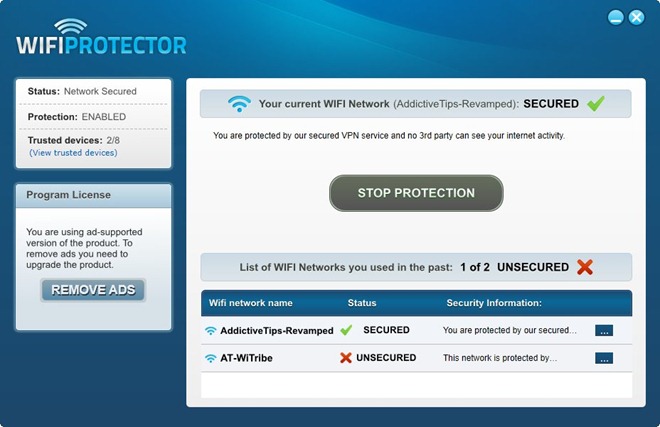 WIFIPROTECTOR
Status: Network Secured
Protection: ENABLED
Trusted devices: 2/8
(View trusted devices)
Program License
You are using ad-supported
version of the product. To
remove ads you need to
upgrade the product.
REMOVE ADS
Your current WIFI Network (AddictiveTips-Revamped): SECURED
You are protected by our secured VPN service and no 3rd party can see your internet activity.
STOP PROTECTION
List of WIFI Networks you used in the past: 1 of 2 UNSECURED
Wifi network name Status Security Information:
AddictiveTips-Revamped SECURED You are protected by our secured... ...
AT-WiTribe UNSECURED This network is protected by... ...